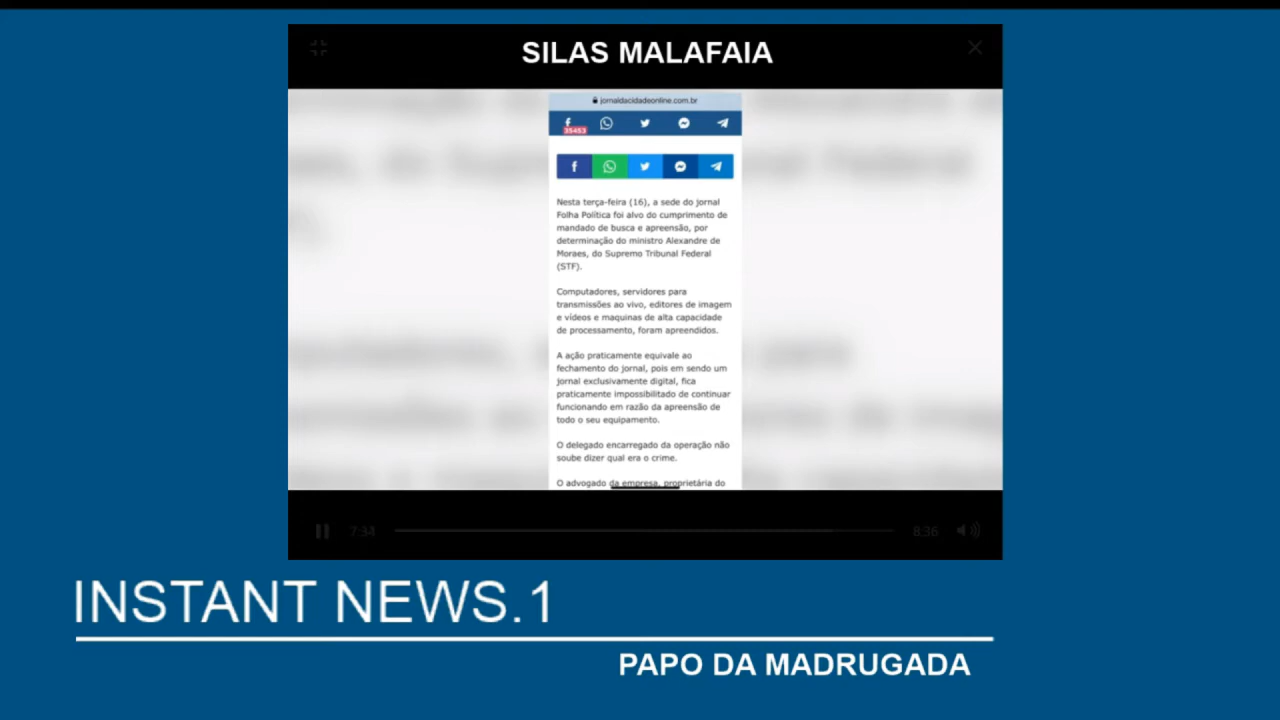 SILAS MALAFAIA
jornaldacidadeonline.com.br
35453
Nesta terça-feira (16), a sede do jornal
Folha Política foi alvo do cumprimento de
mandado de busca e apreensão, por
determinação do ministro Alexandre de
Moraes, do Supremo Tribunal Federal
(STF).
Computadores, servidores para
transmissões ao vivo, editores de imagem
e vídeos e maquinas de alta capacidade
de processamento, foram apreendidos.
A ação praticamente equivale ao
fechamento do jornal, pois em sendo um
jornal exclusivamente digital, fica
praticamente impossibilitado de continuar
funcionando em razão da apreensão de
todo o seu equipamento.
O delegado encarregado da operação não
soube dizer qual era o crime.
O advogado da empresa, proprietária do
7:34
8:36
INSTANT NEWS.1
PAPO DA MADRUGADA